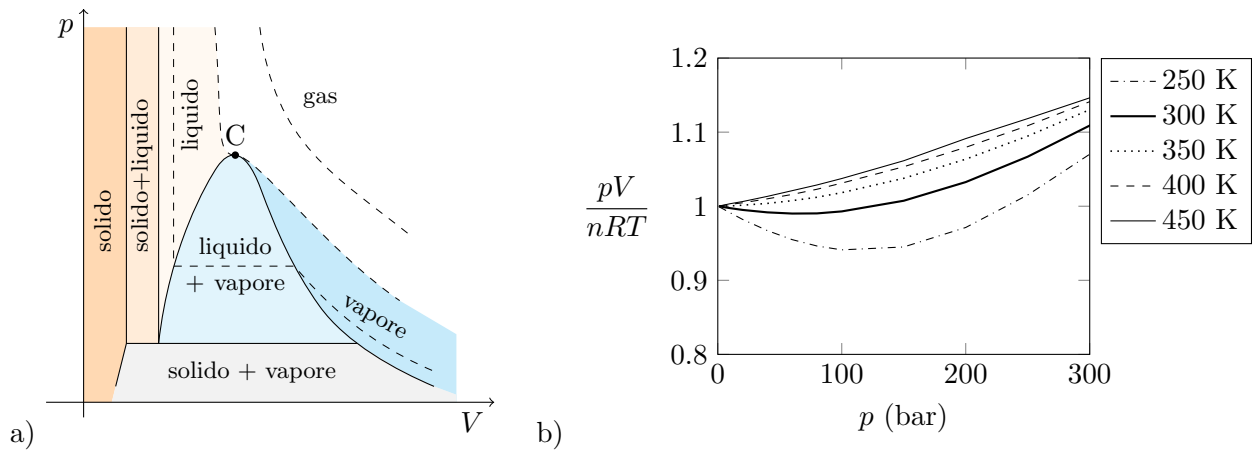 p
solido
solido+liquido
liquido
C
gas
liquido
+ vapore
vapore
solido + vapore
V
a)
pV
nRT
1.2
1.1
1
0.9
0.8
0
100
200
300
p (bar)
250 K
300 K
350 K
400 K
450 K
b)